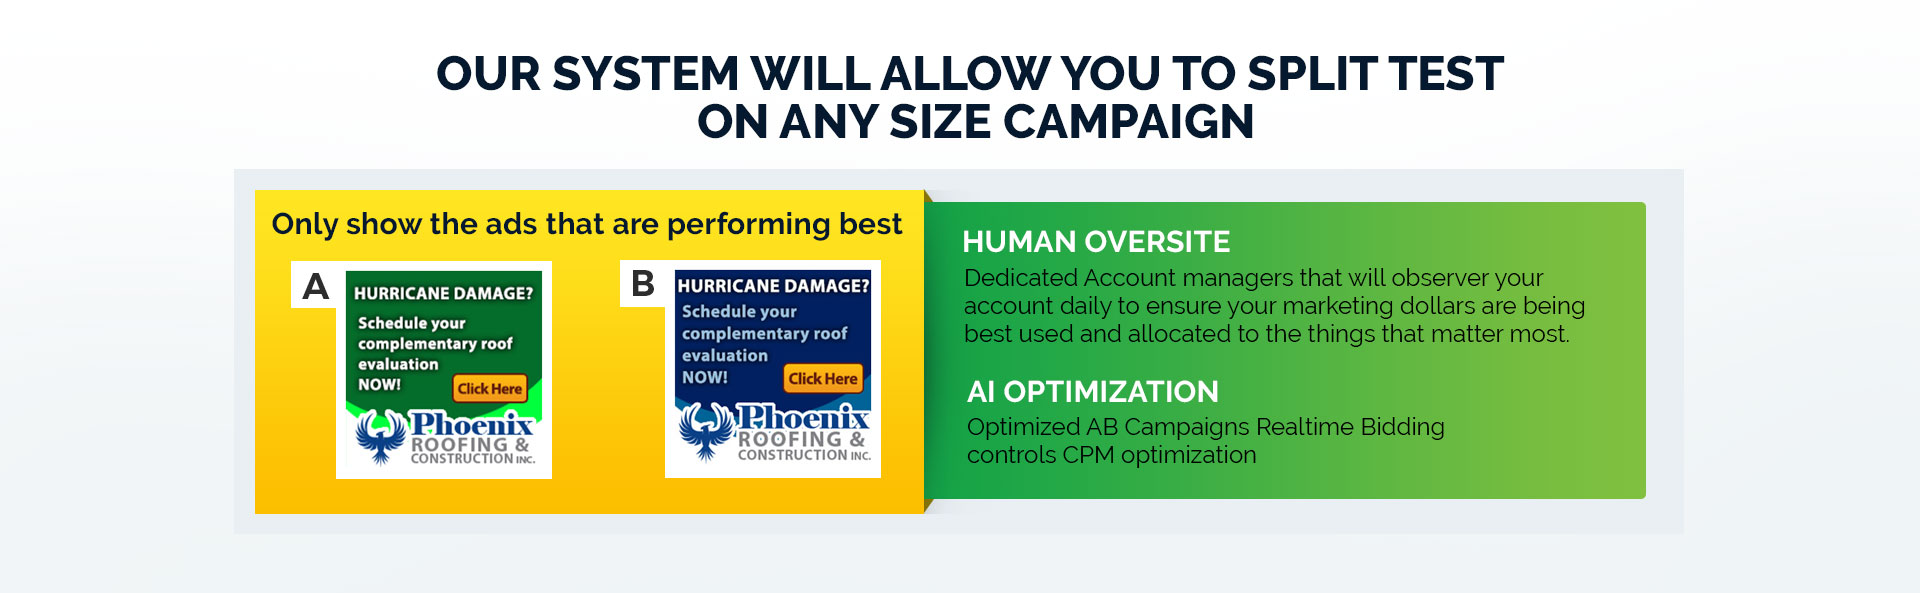 OUR SYSTEM WILL ALLOW YOU TO SPLIT TEST
ON ANY SIZE CAMPAIGN
Only show the ads that are performing best
A
HURRICANE DAMAGE?
Schedule your
complementary roof
evaluation
NOW!
Click Here
Phoenix
ROOFING &
CONSTRUCTION INC.
B
HURRICANE DAMAGE?
Schedule your
complementary roof
evaluation
NOW!
Click Here
Phoenix
ROOFING &
CONSTRUCTION INC.
HUMAN OVERSITE
Dedicated Account managers that will observer your
account daily to ensure your marketing dollars are being
best used and allocated to the things that matter most.
AI OPTIMIZATION
Optimized AB Campaigns Realtime Bidding
controls CPM optimization